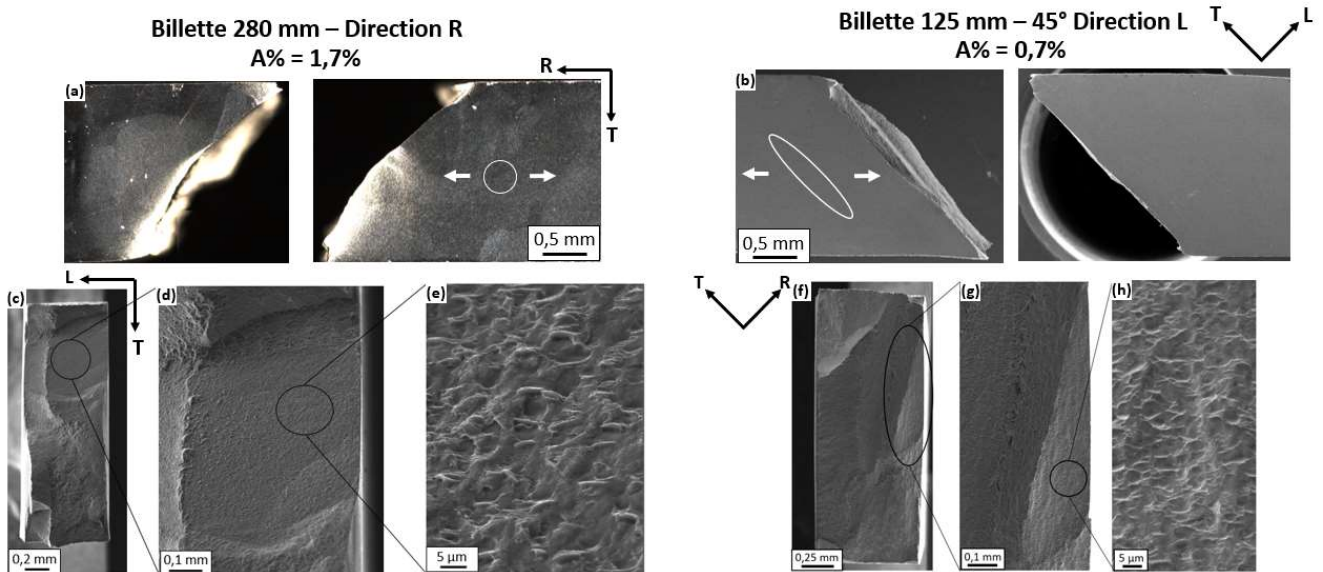 Billette 280 mm – Direction R
A% = 1,7%
(a)
R
T
0,5 mm
L
T
(c)
(d)
(e)
0,2 mm
0,1 mm
5 µm
Billette 125 mm – 45° Direction L
A% = 0,7%
T
L
(b)
0,5 mm
T
R
(f)
(g)
(h)
0,25 mm
0,1 mm
5 µm